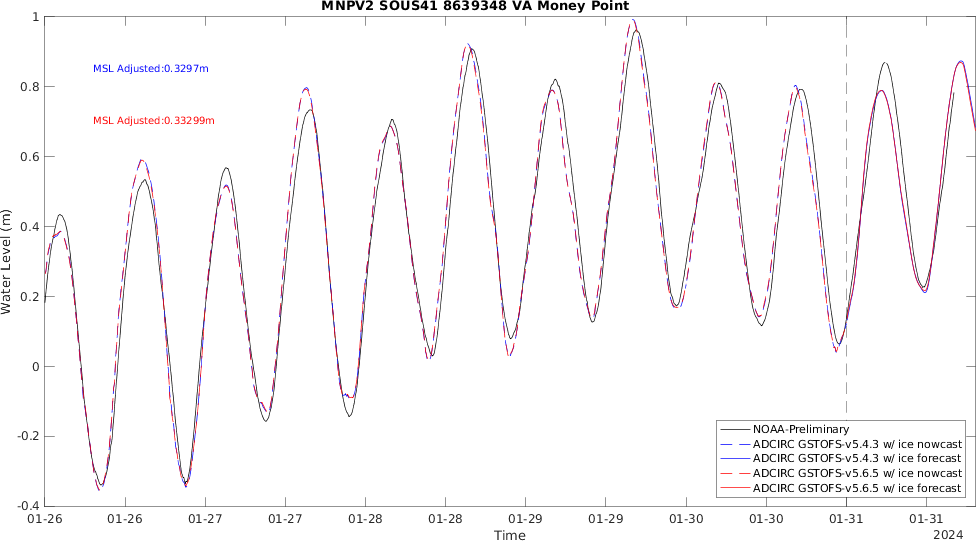 MNPV2 SOUS41 8639348 VA Money Point
MSL Adjusted:0.3297m
MSL Adjusted:0.33299m
Water Level (m)
1
0.8
0.6
0.4
0.2
0
-0.2
-0.4
NOAA-Preliminary
ADCIRC GSTOFS-v5.4.3 w/ ice nowcast
ADCIRC GSTOFS-v5.4.3 w/ ice forecast
ADCIRC GSTOFS-v5.6.5 w/ ice nowcast
ADCIRC GSTOFS-v5.6.5 w/ ice forecast
01-26 01-26 01-27 01-27 01-28 01-28 01-29 01-29 01-30 01-30 01-31 01-31
2024
Time